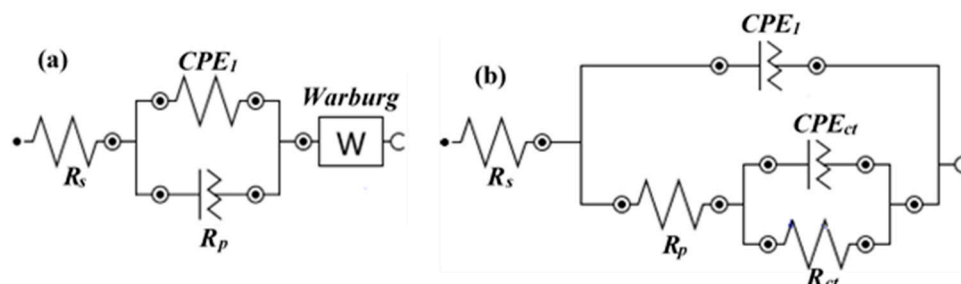 (a)
CPE1
Warburg
Rs
W
Rp
(b)
CPE1
CPEct
Rs
Rp
Rct